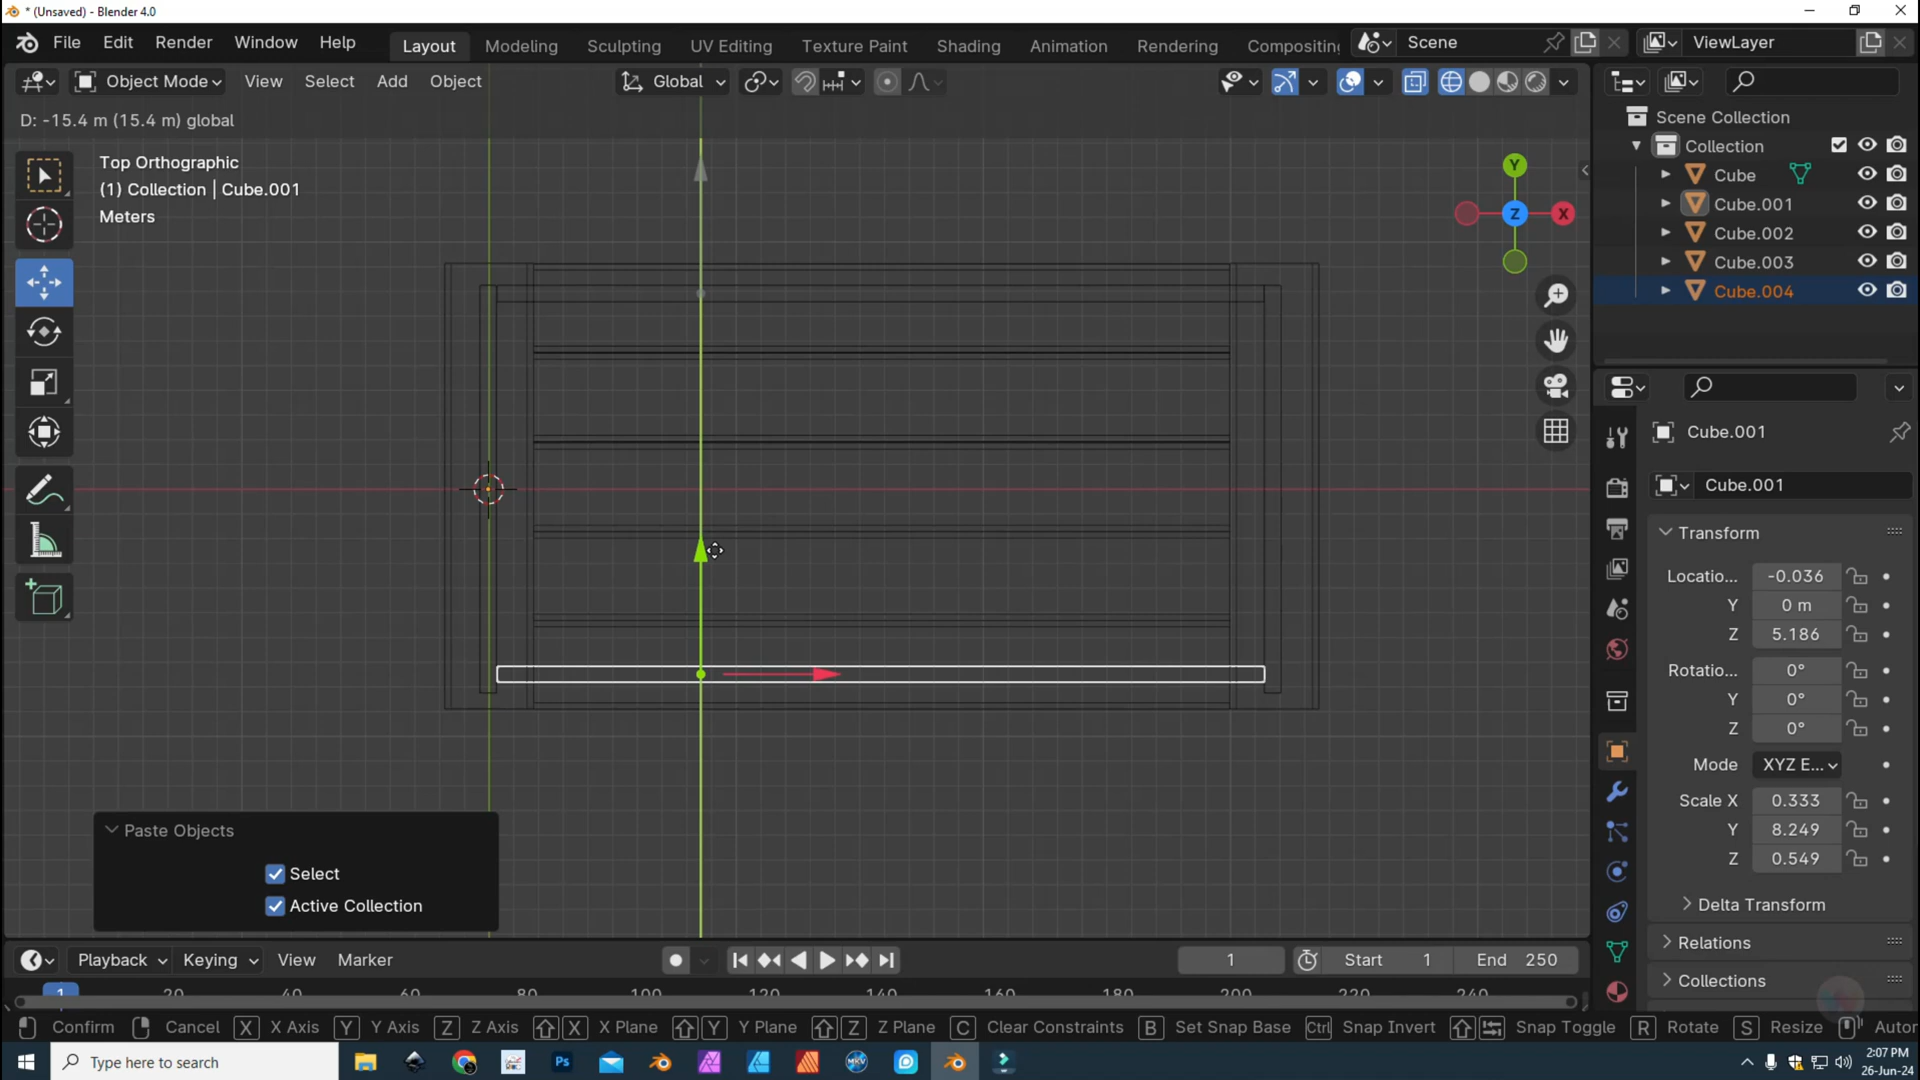 * (Unsaved) - Blender 4.0
File Edit Render Window Help Layout Modeling Sculpting UV Editing Texture Paint Shading Animation Rendering Compositing Scene ViewLayer
Object Mode View Select Add Object Global
D: -15.4 m (15.4 m) global
Top Orthographic
(1) Collection | Cube.001
Meters
Y
Z X
Scene Collection
Collection
Cube
Cube.001
Cube.002
Cube.003
Cube.004
Cube.001
Cube.001
Transform
Locatio... -0.036
Y 0 m
Z 5.186
Rotatio... 0°
Y 0°
Z 0°
Mode XYZ E...
Scale X 0.333
Y 8.249
Z 0.549
Delta Transform
Relations
Collections
Paste Objects
Select
Active Collection
Playback Keying View Marker 1 Start 1 End 250
1 20 40 60 80 100 120 140 160 180 200 220 240
Confirm Cancel X X Axis Y Y Axis Z Z Axis X X Plane Y Y Plane Z Z Plane C Clear Constraints B Set Snap Base Ctrl Snap Invert Snap Toggle R Rotate S Resize Autor
Type here to search
Ps
MKV
2:07 PM
26-Jun-24